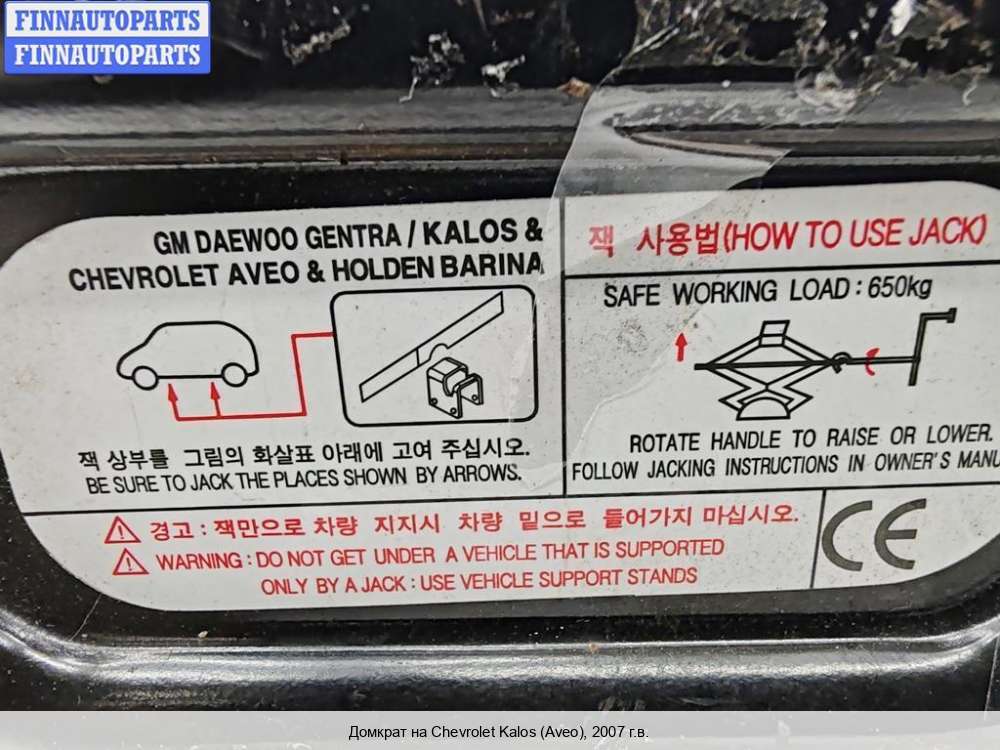 FINNAUTOPARTS
FINNAUTOPARTS
GM DAEWOO GENTRA / KALOS &
CHEVROLET AVEO & HOLDEN BARINA
잭 상부를 그림의 화살표 아래에 고여 주십시오.
BE SURE TO JACK THE PLACES SHOWN BY ARROWS.
잭 사용법(HOW TO USE JACK)
SAFE WORKING LOAD : 650kg
ROTATE HANDLE TO RAISE OR LOWER.
FOLLOW JACKING INSTRUCTIONS IN OWNER'S MANU
경고 : 잭만으로 차량 지지시 차량 밑으로 들어가지 마십시오.
WARNING : DO NOT GET UNDER A VEHICLE THAT IS SUPPORTED
ONLY BY A JACK : USE VEHICLE SUPPORT STANDS
CE
Домкрат на Chevrolet Kalos (Aveo), 2007 г.в.